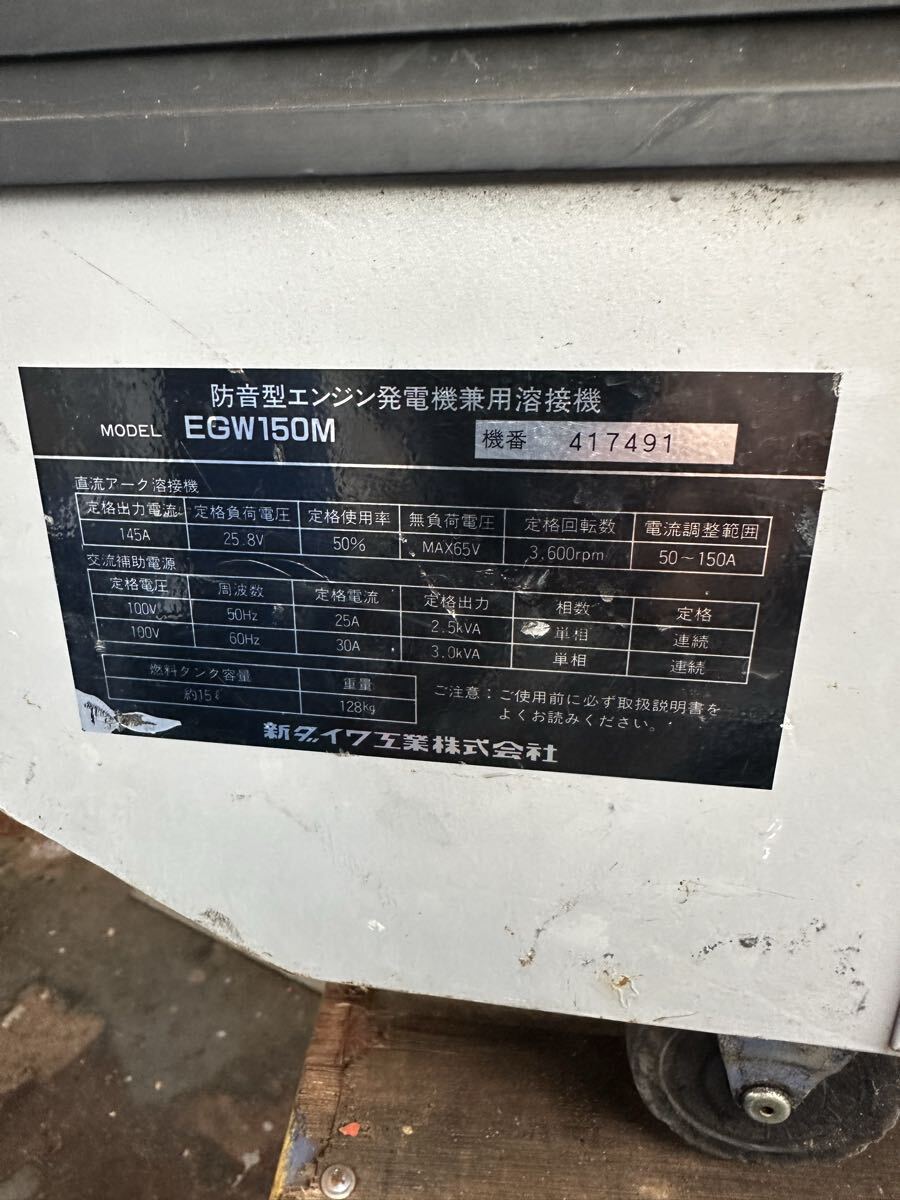 防音型エンジン発電機兼用溶接機
MODEL EGW150M 機番 417491
直流アーク溶接機
定格出力電流 定格負荷電圧 定格使用率 無負荷電圧 定格回転数 電流調整範囲
145A 25.8V 50% MAX65V 3,600rpm 50~150A
交流補助電源
定格電圧 周波数 定格電流 定格出力 相数 定格
100V 50Hz 25A 2.5kVA 単相 連続
100V 60Hz 30A 3.0kVA 単相 連続
燃料タンク容量 重量
約15ℓ 128kg
ご注意：ご使用前に必ず取扱説明書を
よくお読みください。
新ダイワ工業株式会社